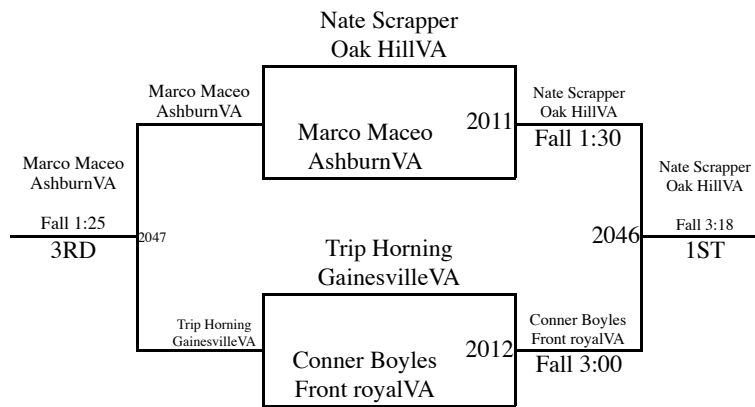 Nate Scrapper
Oak HillVA
Marco Maceo
AshburnVA
Nate Scrapper
Oak HillVA
Marco Maceo
AshburnVA
2011
Fall 1:30
Marco Maceo
AshburnVA
Nate Scrapper
Oak HillVA
Fall 1:25
3RD
2047
2046
Fall 3:18
1ST
Trip Horning
GainesvilleVA
Trip Horning
GainesvilleVA
Conner Boyles
Front royalVA
2012
Conner Boyles
Front royalVA
Fall 3:00